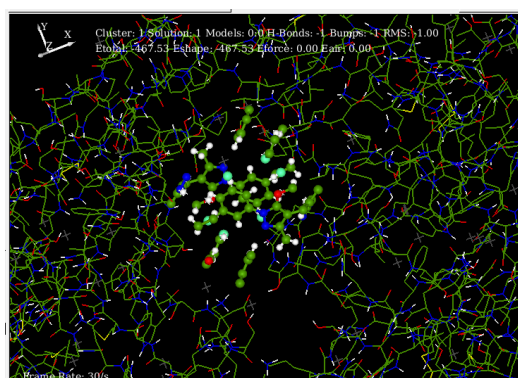 Y
X
Z
Cluster: 1 Solution: 1 Models: 0:0 H-Bonds: -1 Bumps: -1 RMS: -1.00
Etotal: -467.53 Eshape: -467.53 Eforce: 0.00 Eair: 0.00
Frame Rate: 30/s